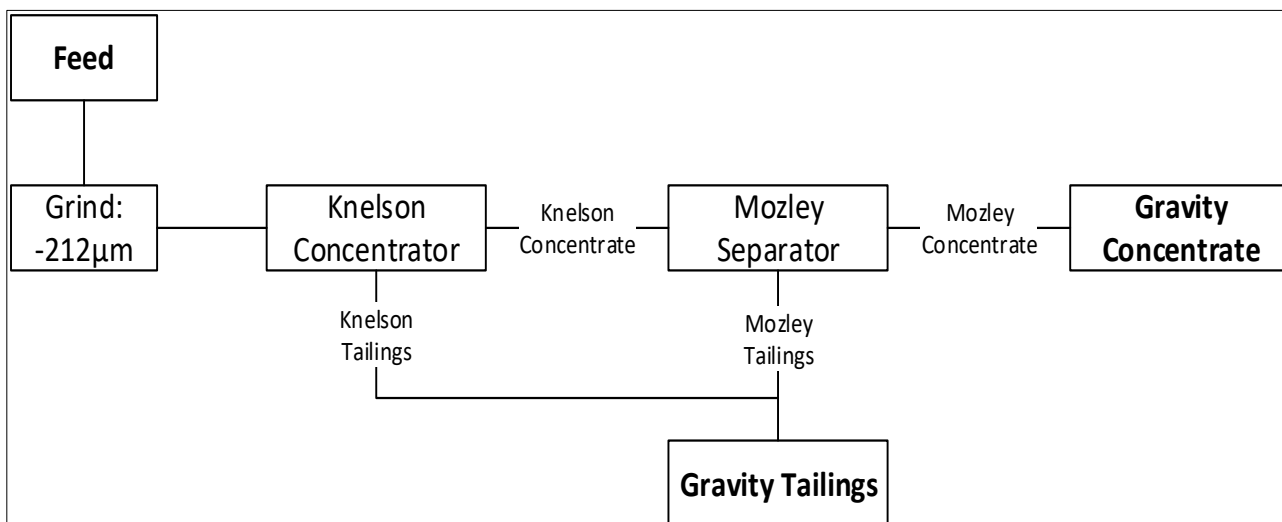 Feed
Grind:
-212µm
Knelson
Concentrator
Knelson
Concentrate
Mozley
Separator
Mozley
Concentrate
Gravity
Concentrate
Knelson
Tailings
Mozley
Tailings
Gravity Tailings